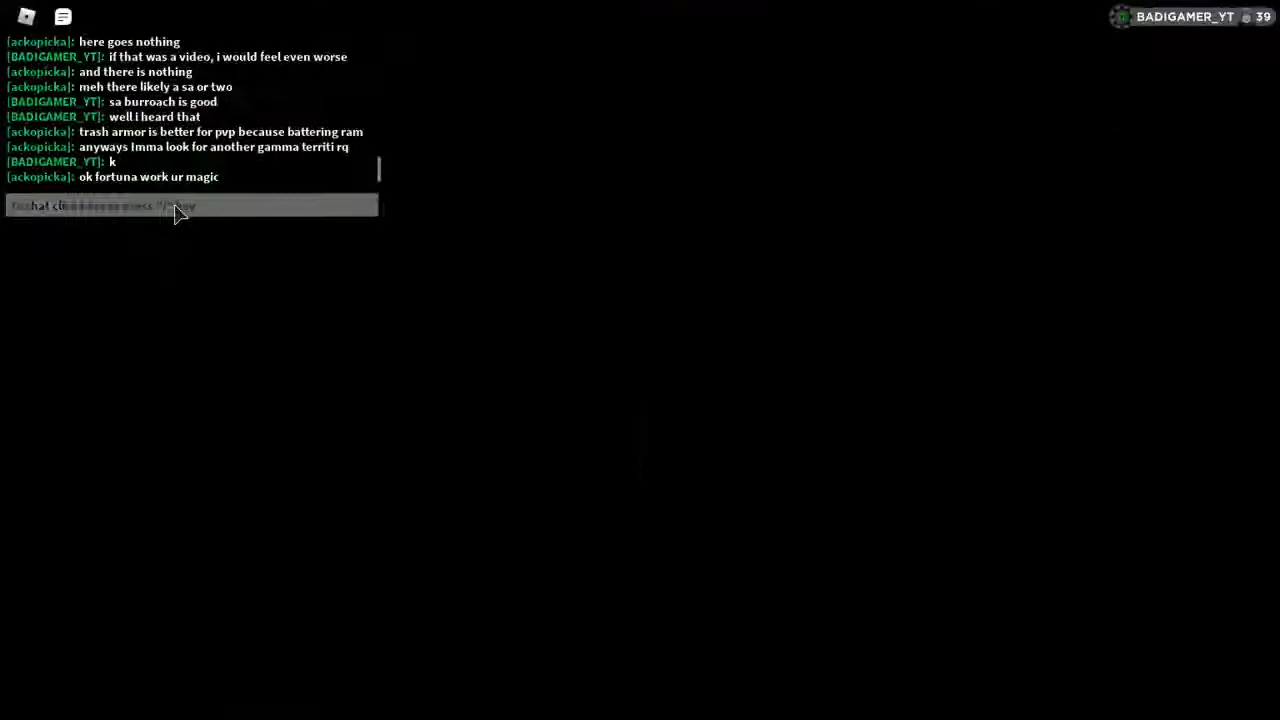 BADIGAMER_YT 39
[ackopicka]: here goes nothing
[BADIGAMER_YT]: if that was a video, i would feel even worse
[ackopicka]: and there is nothing
[ackopicka]: meh there likely a sa or two
[BADIGAMER_YT]: sa burroach is good
[BADIGAMER_YT]: well i heard that
[ackopicka]: trash armor is better for pvp because battering ram
[ackopicka]: anyways Imma look for another gamma territi rq
[BADIGAMER_YT]: k
[ackopicka]: ok fortuna work ur magic